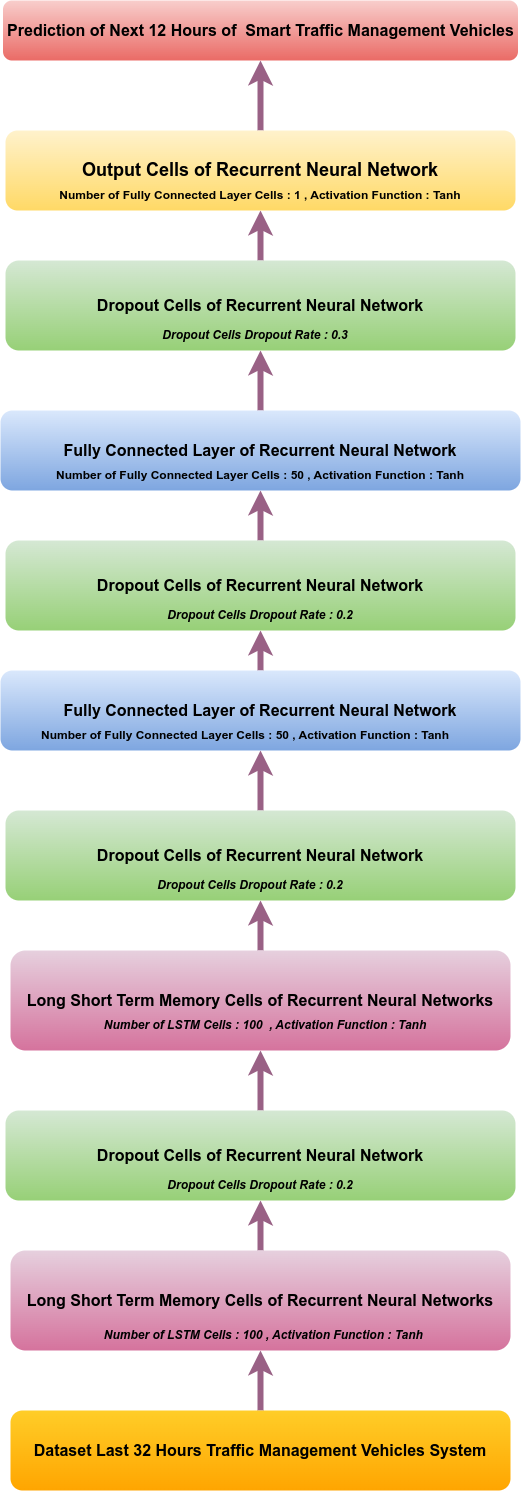 Prediction of Next 12 Hours of Smart Traffic Management Vehicles
Output Cells of Recurrent Neural Network
Number of Fully Connected Layer Cells : 1 , Activation Function : Tanh
Dropout Cells of Recurrent Neural Network
Dropout Cells Dropout Rate : 0.3
Fully Connected Layer of Recurrent Neural Network
Number of Fully Connected Layer Cells : 50 , Activation Function : Tanh
Dropout Cells of Recurrent Neural Network
Dropout Cells Dropout Rate : 0.2
Fully Connected Layer of Recurrent Neural Network
Number of Fully Connected Layer Cells : 50 , Activation Function : Tanh
Dropout Cells of Recurrent Neural Network
Dropout Cells Dropout Rate : 0.2
Long Short Term Memory Cells of Recurrent Neural Networks
Number of LSTM Cells : 100 , Activation Function : Tanh
Dropout Cells of Recurrent Neural Network
Dropout Cells Dropout Rate : 0.2
Long Short Term Memory Cells of Recurrent Neural Networks
Number of LSTM Cells : 100 , Activation Function : Tanh
Dataset Last 32 Hours Traffic Management Vehicles System